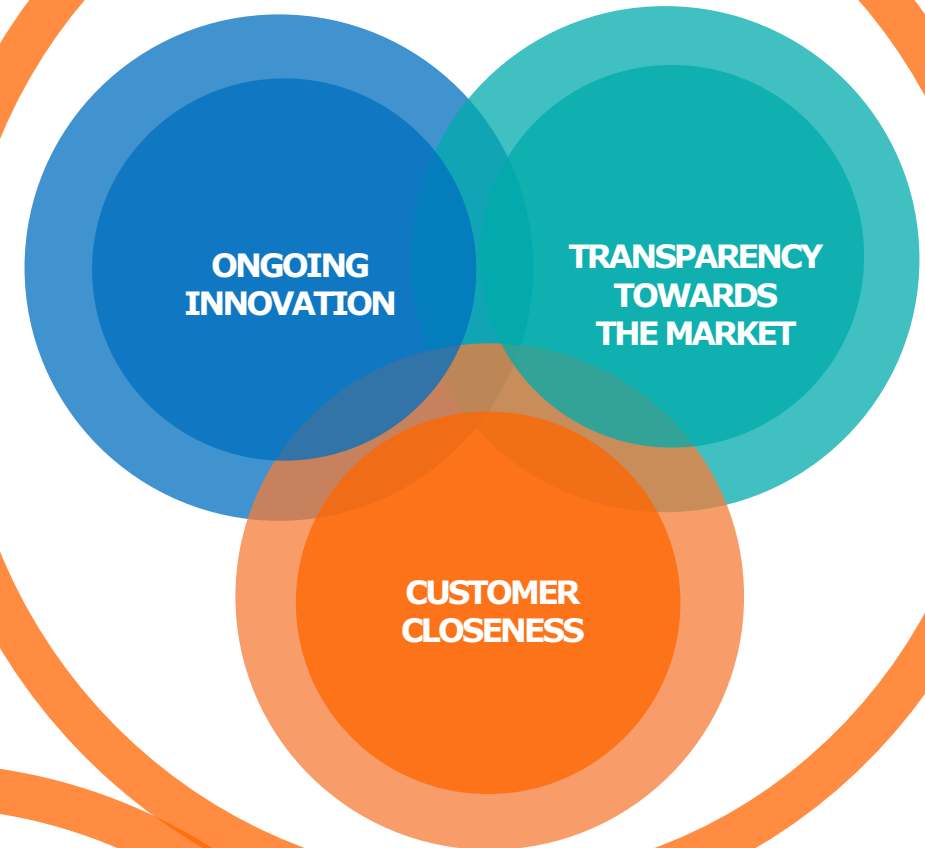 ONGOING
INNOVATION
TRANSPARENCY
TOWARDS
THE MARKET
CUSTOMER
CLOSENESS